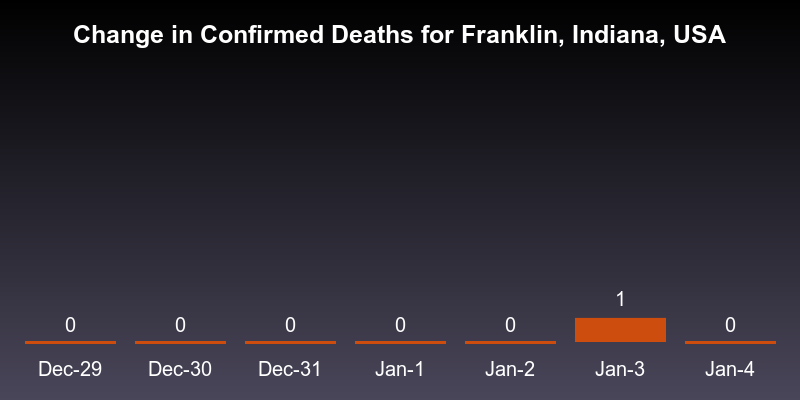 Change in Confirmed Deaths for Franklin, Indiana, USA
0 0 0 0 0 1 0
Dec-29 Dec-30 Dec-31 Jan-1 Jan-2 Jan-3 Jan-4